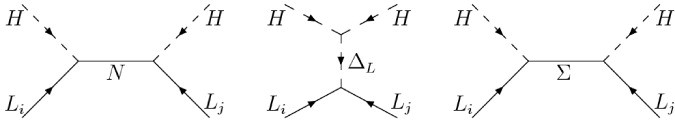 H H H H H H
N Δ_L Σ
L_i L_j L_i L_j L_i L_j